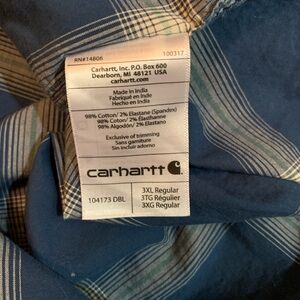 RN#14806 100317
Carhartt, Inc. P.O. Box 600
Dearborn, MI 48121 USA
carhartt.com
Made in India
Fabriqué en Inde
Hecho en India
98% Cotton/ 2% Elastane (Spandex)
98% Coton/ 2% Élasthanne
98% Algodón/ 2% Elastano
Exclusive of trimming
Sans garniture
Sin incluir adorno
carhartt
104173 DBL
3XL Regular
3TG Régulier
3XG Regular